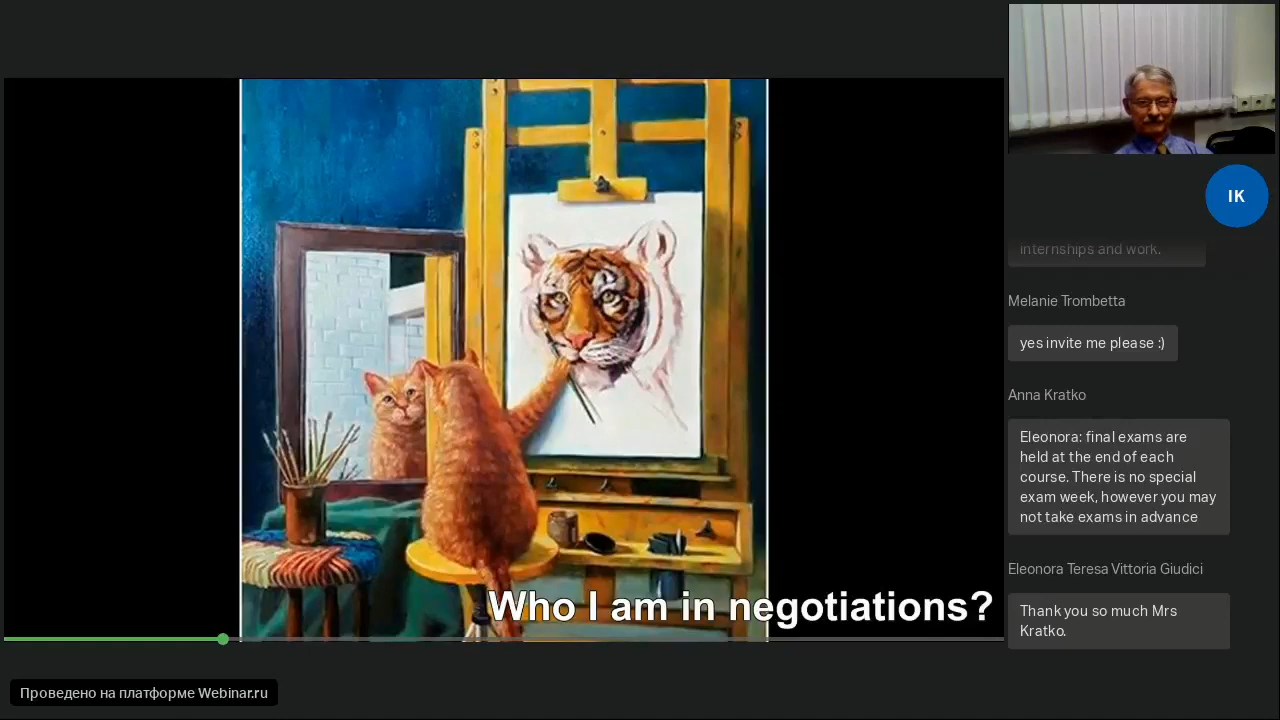 Who I am in negotiations?
IK
internships and work.
Melanie Trombetta
yes invite me please :)
Anna Kratko
Eleonora: final exams are
held at the end of each
course. There is no special
exam week, however you may
not take exams in advance
Eleonora Teresa Vittoria Giudici
Thank you so much Mrs
Kratko.
Проведено на платформе Webinar.ru